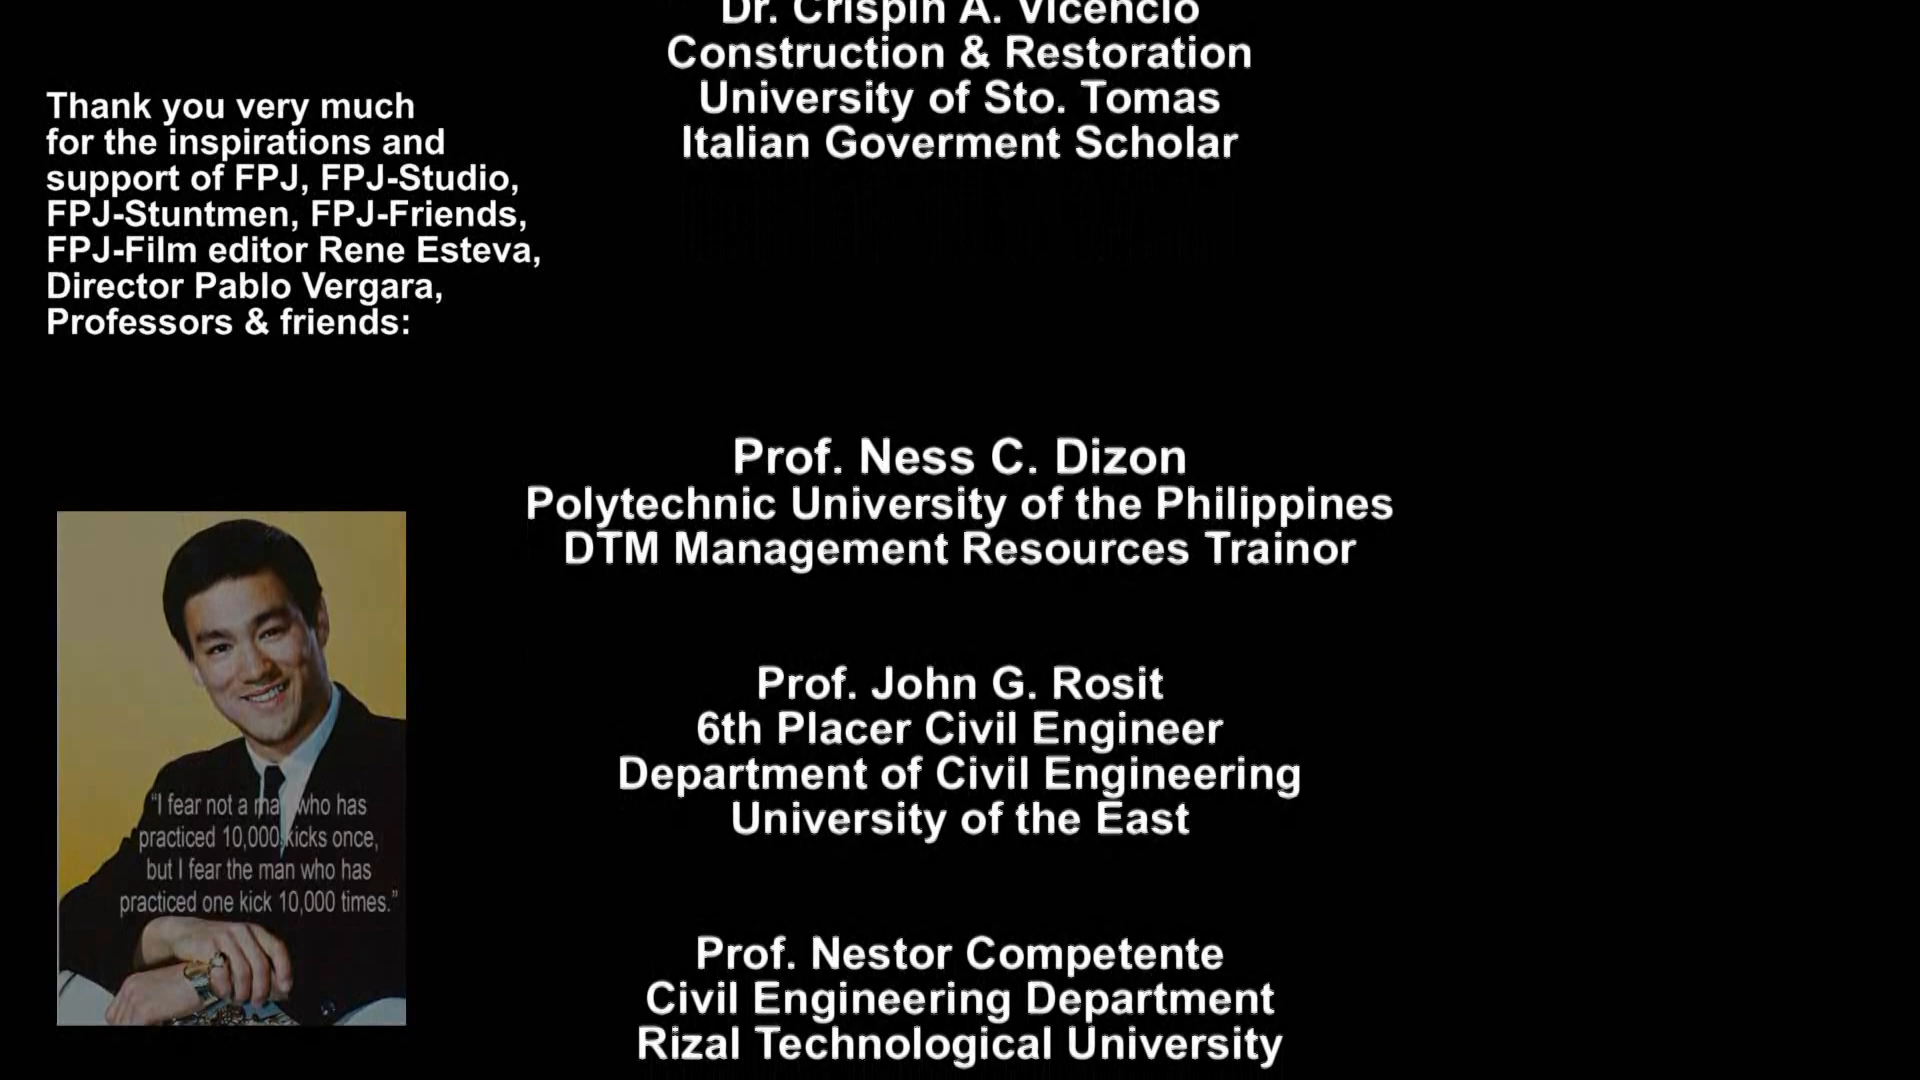 Thank you very much
for the inspirations and
support of FPJ, FPJ-Studio,
FPJ-Stuntmen, FPJ-Friends,
FPJ-Film editor Rene Esteva,
Director Pablo Vergara,
Professors & friends:
Dr. Crispin A. Vicencio
Construction & Restoration
University of Sto. Tomas
Italian Goverment Scholar
Prof. Ness C. Dizon
Polytechnic University of the Philippines
DTM Management Resources Trainor
Prof. John G. Rosit
6th Placer Civil Engineer
Department of Civil Engineering
University of the East
Prof. Nestor Competente
Civil Engineering Department
Rizal Technological University
“I fear not a man who has
practiced 10,000 kicks once,
but I fear the man who has
practiced one kick 10,000 times.”